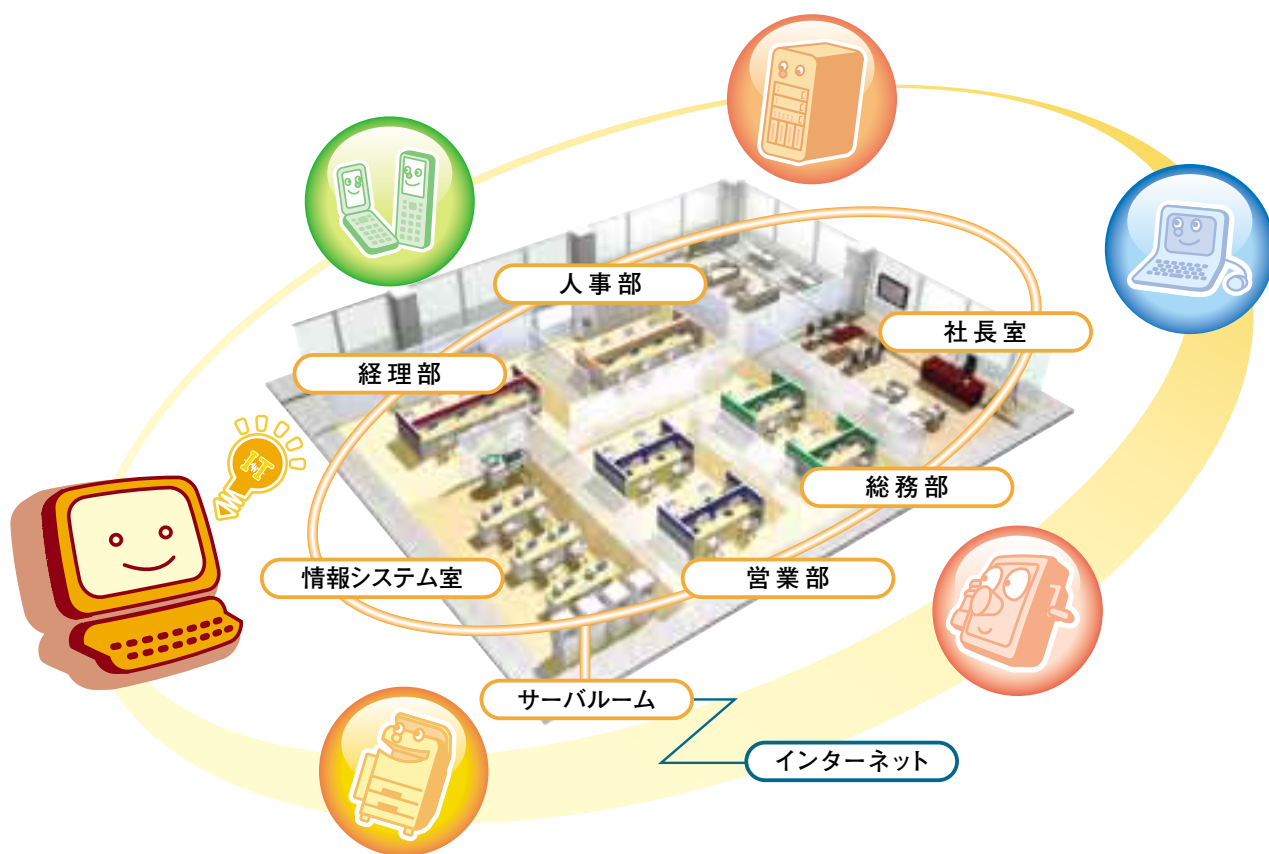 人事部
社長室
経理部
総務部
情報システム室
営業部
サーバルーム
インターネット